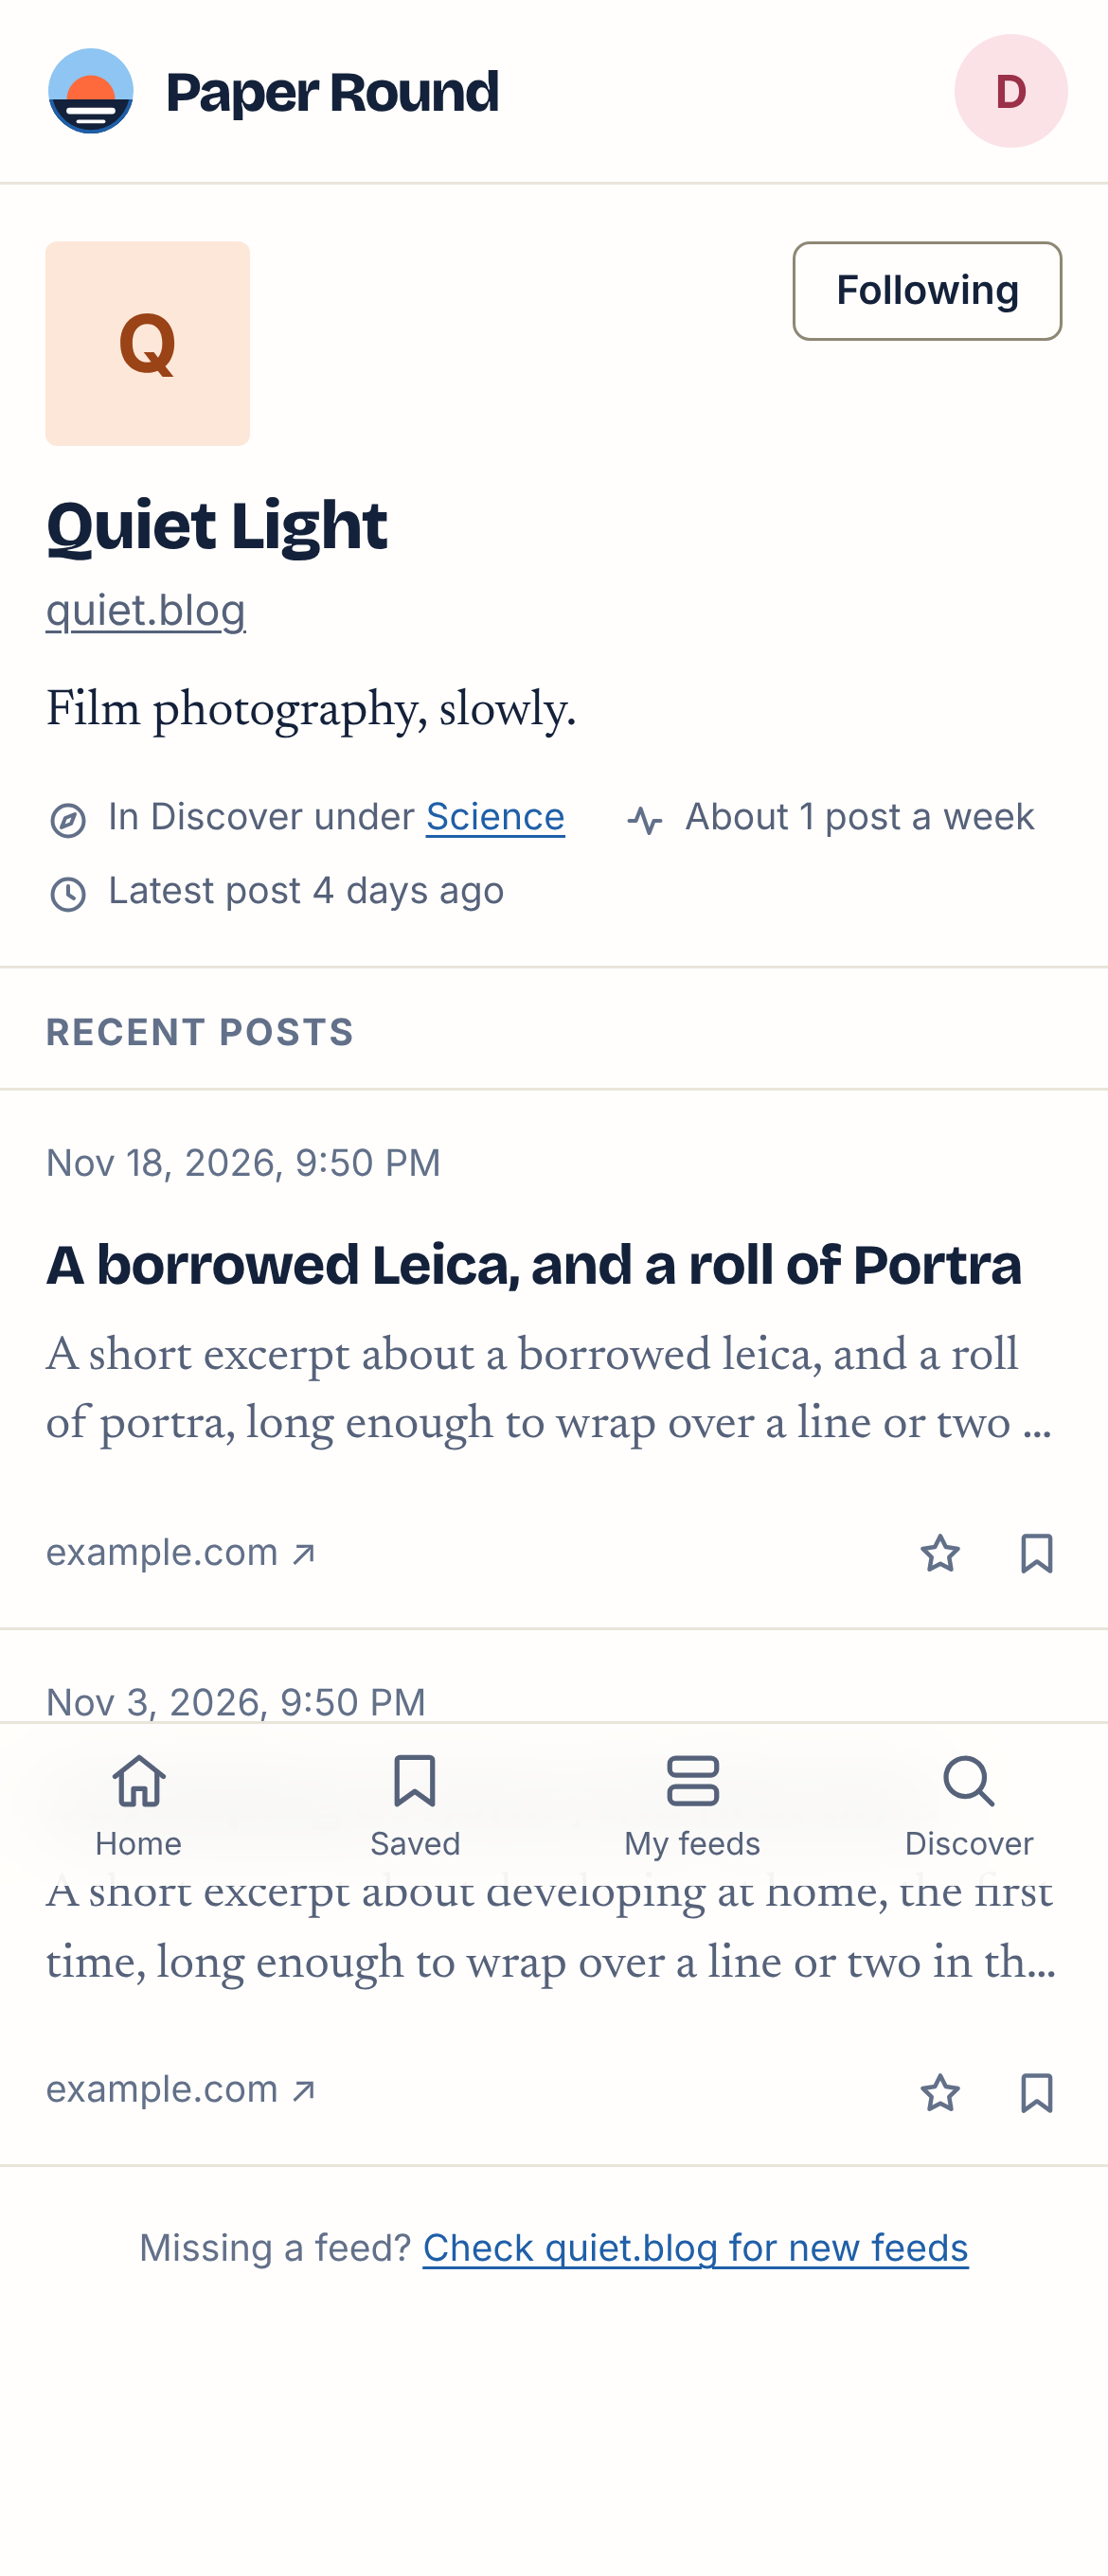 Paper Round
D
Q
Following
Quiet Light
quiet.blog
Film photography, slowly.
In Discover under Science
About 1 post a week
Latest post 4 days ago
RECENT POSTS
Nov 18, 2026, 9:50 PM
A borrowed Leica, and a roll of Portra
A short excerpt about a borrowed leica, and a roll
of portra, long enough to wrap over a line or two ...
example.com ↗
Nov 3, 2026, 9:50 PM
Home
Saved
My feeds
Discover
A short excerpt about developing at home, the first
time, long enough to wrap over a line or two in th...
example.com ↗
Missing a feed? Check quiet.blog for new feeds